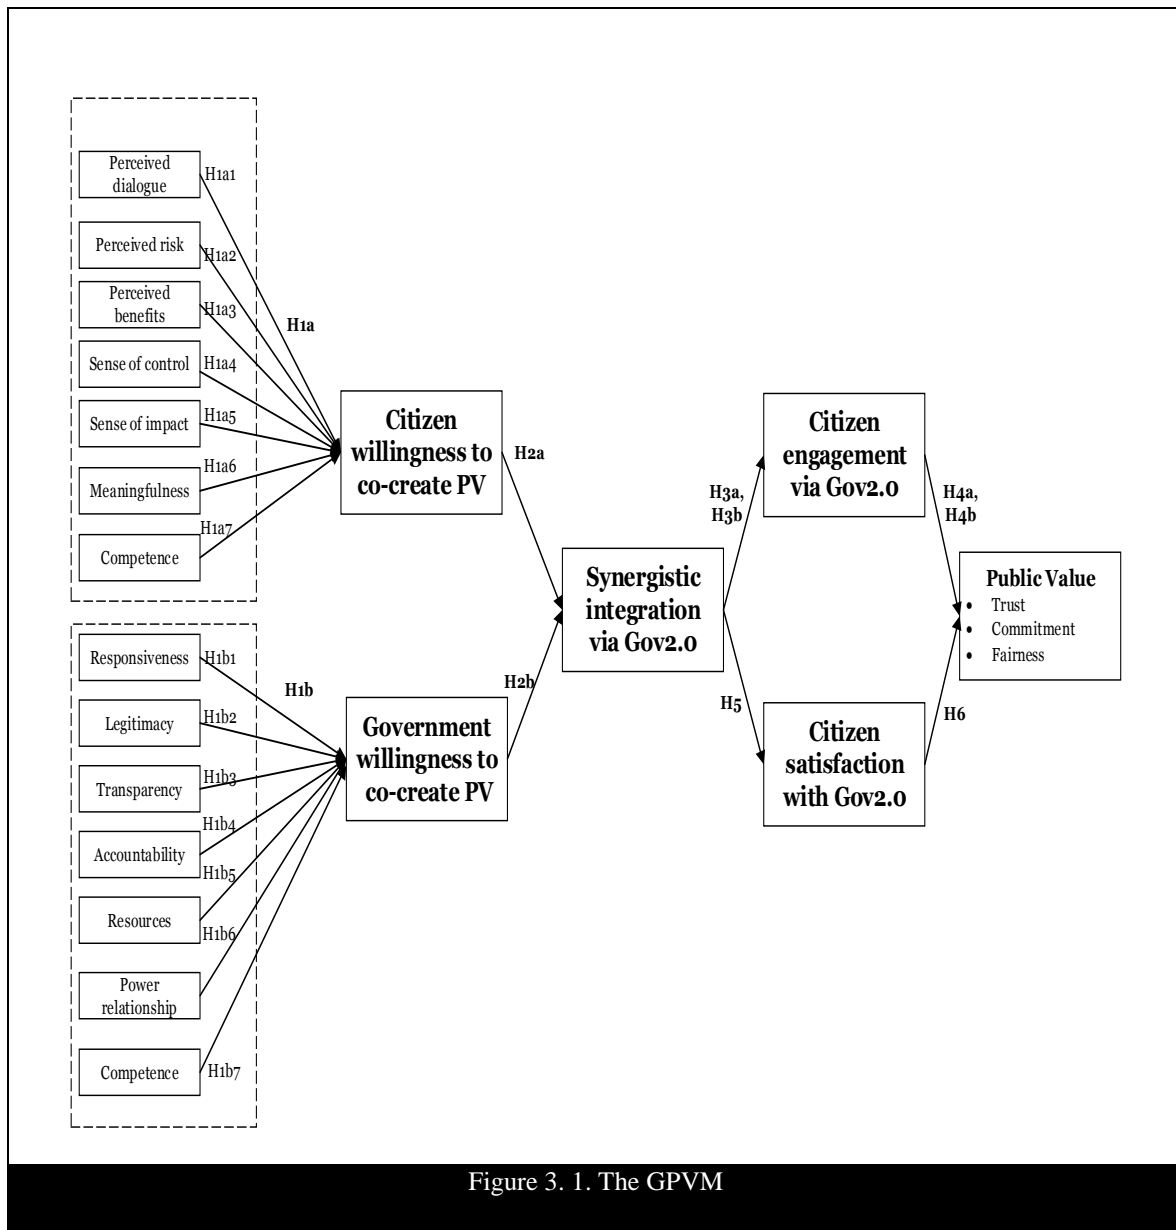 Perceived
dialogue
H1a1
Perceived risk
H1a2
Perceived
benefits
H1a3
H1a
Sense of control
H1a4
Sense of impact
H1a5
Meaningfulness
H1a6
Competence
H1a7
Citizen
willingness to
co-create PV
H2a
Responsiveness
H1b1
H1b
Legitimacy
H1b2
Transparency
H1b3
Accountability
H1b4
Resources
H1b5
H1b6
Power
relationship
Competence
H1b7
Government
willingness to
co-create PV
H2b
Synergistic
integration
via Gov2.0
H3a,
H3b
H5
Citizen
engagement
via Gov2.0
H4a,
H4b
Citizen
satisfaction
with Gov2.0
H6
Public Value
• Trust
• Commitment
• Fairness
Figure 3. 1. The GPVM